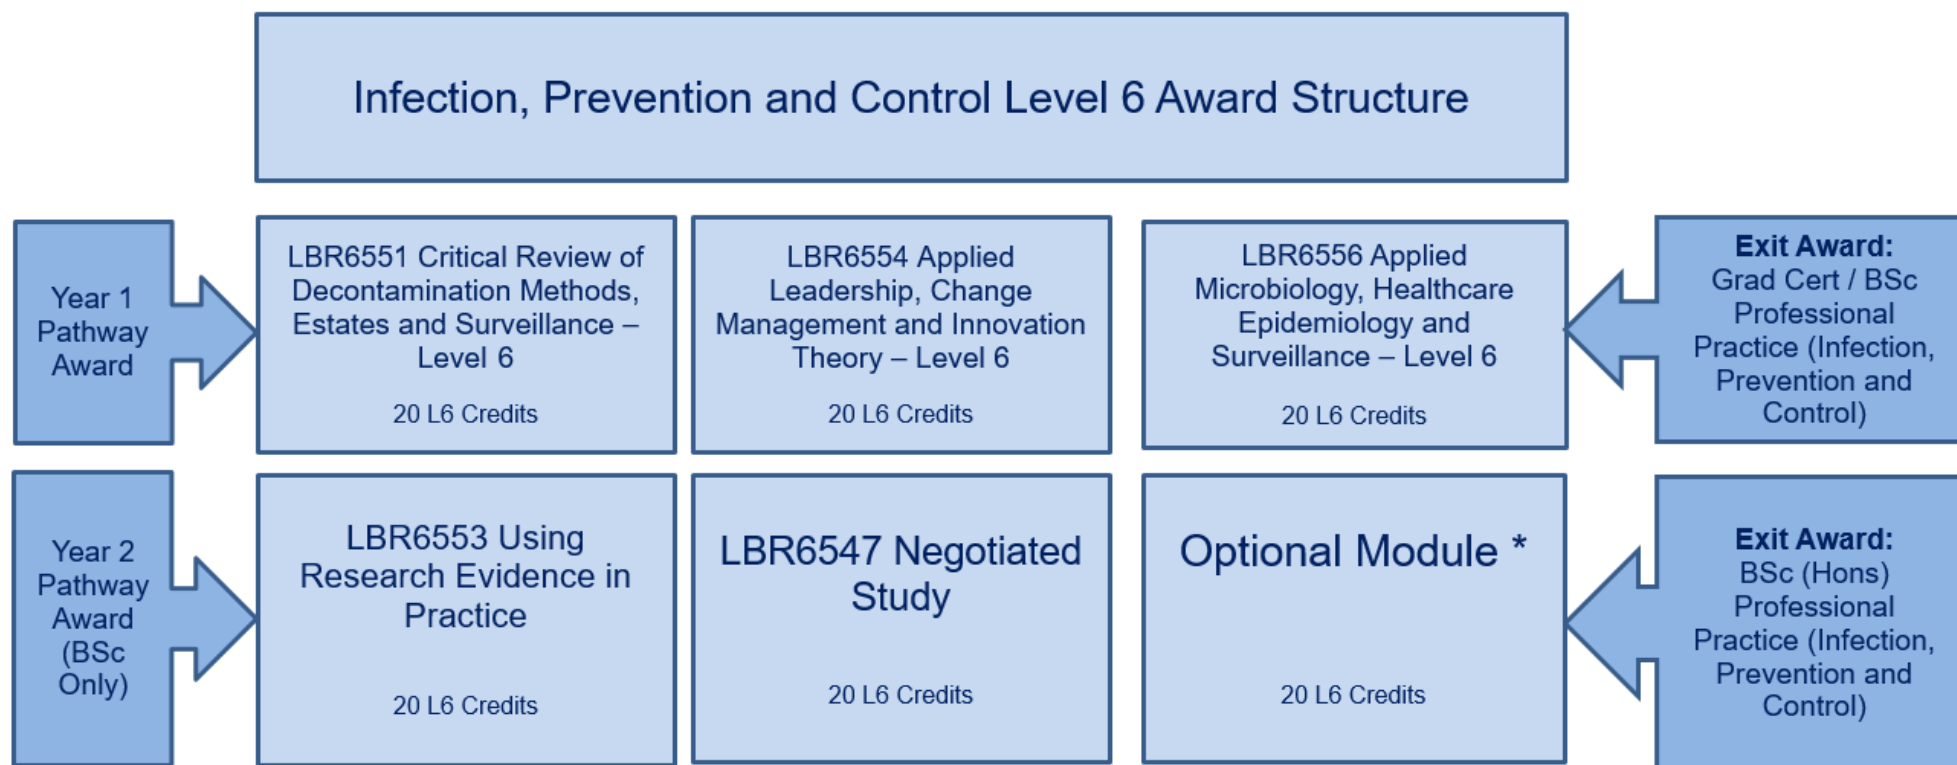 Infection, Prevention and Control Level 6 Award Structure
Year 1
Pathway
Award
LBR6551 Critical Review of
Decontamination Methods,
Estates and Surveillance –
Level 6
20 L6 Credits
LBR6554 Applied
Leadership, Change
Management and Innovation
Theory – Level 6
20 L6 Credits
LBR6556 Applied
Microbiology, Healthcare
Epidemiology and
Surveillance – Level 6
20 L6 Credits
Exit Award:
Grad Cert / BSc
Professional
Practice (Infection,
Prevention and
Control)
Year 2
Pathway
Award
(BSc
Only)
LBR6553 Using
Research Evidence in
Practice
20 L6 Credits
LBR6547 Negotiated
Study
20 L6 Credits
Optional Module *
20 L6 Credits
Exit Award:
BSc (Hons)
Professional
Practice (Infection,
Prevention and
Control)